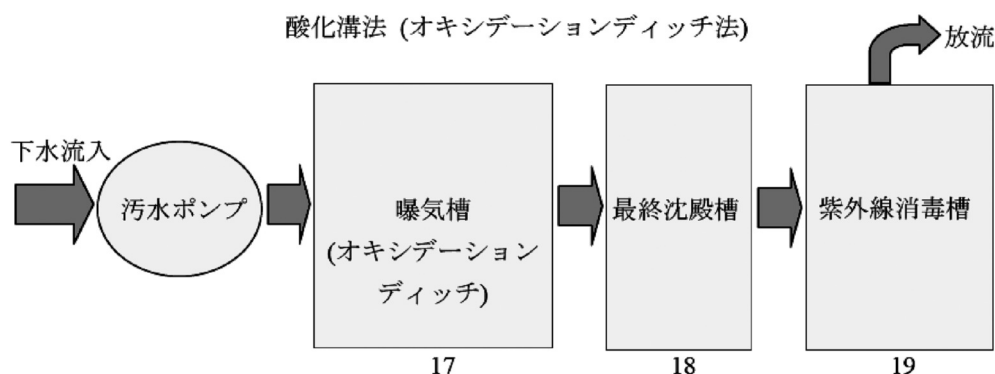 酸化溝法 (オキシデーションディッチ法)
放流
下水流入
汚水ポンプ
曝気槽
(オキシデーション
ディッチ)
最終沈殿槽
紫外線消毒槽
17
18
19